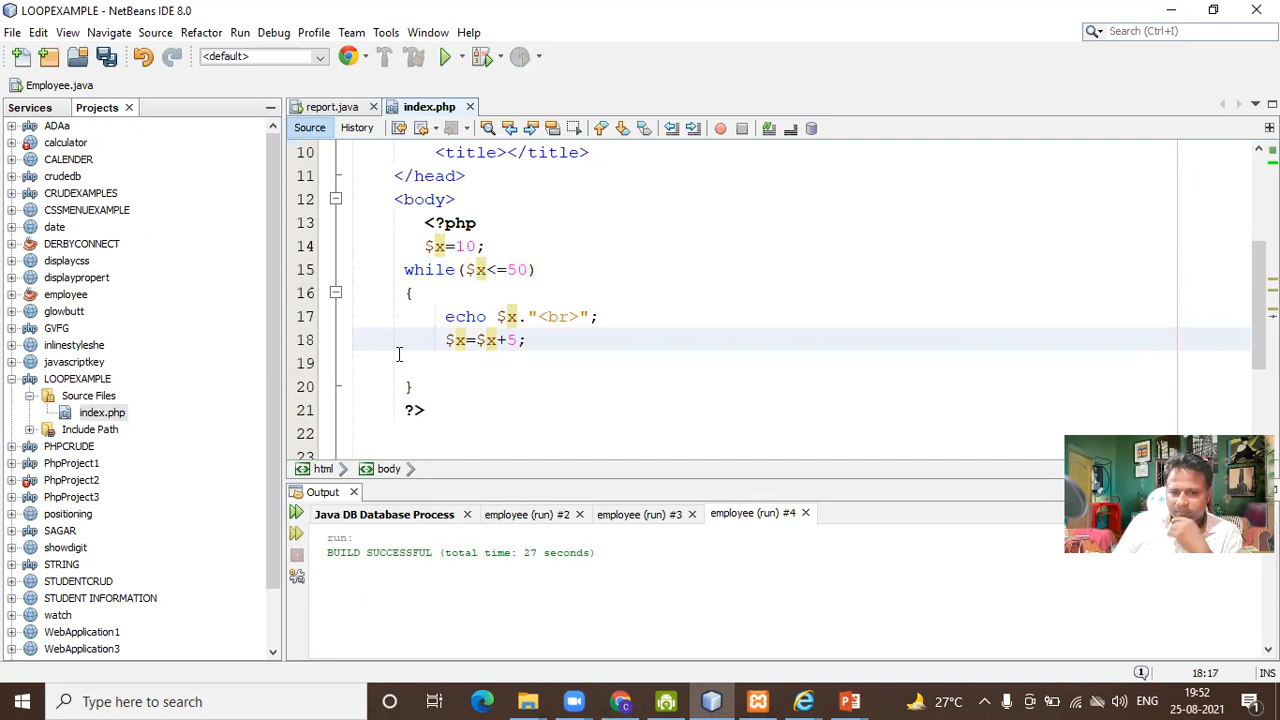 LOOPEXAMPLE - NetBeans IDE 8.0
File Edit View Navigate Source Refactor Run Debug Profile Team Tools Window Help
Search (Ctrl+I)
<default>
Employee.java
Services Projects
report.java index.php
Source History
ADAa
calculator
CALENDER
crudedb
CRUDEXAMPLES
CSSMENUEXAMPLE
date
DERBYCONNECT
displaycss
displaypropert
employee
glowbutt
GVFG
inlinestyleshe
javascriptkey
LOOPEXAMPLE
Source Files
index.php
Include Path
PHPCRUDE
PhpProject1
PhpProject2
PhpProject3
positioning
SAGAR
showdigit
STRING
STUDENTCRUD
STUDENT INFORMATION
watch
WebApplication1
WebApplication3
10 <title></title>
11 </head>
12 <body>
13 <?php
14 $x=10;
15 while($x<=50)
16 {
17 echo $x."<br>";
18 $x=$x+5;
19
20 }
21 ?>
22
23
html body
Output
Java DB Database Process employee (run) #2 employee (run) #3 employee (run) #4
run:
BUILD SUCCESSFUL (total time: 27 seconds)
1 18:17 INS
Type here to search
27°C ENG
19:52
25-08-2021
1